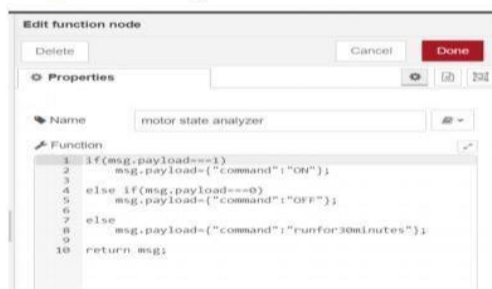 Edit function node
Delete Cancel Done
Properties
Name motor state analyzer
Function
1 if(msg.payload===1)
2 msg.payload={"command":"ON"};
3
4 else if(msg.payload===0)
5 msg.payload={"command":"OFF"};
6
7 else
8 msg.payload={"command":"runfor30minutes"};
9
10 return msg;